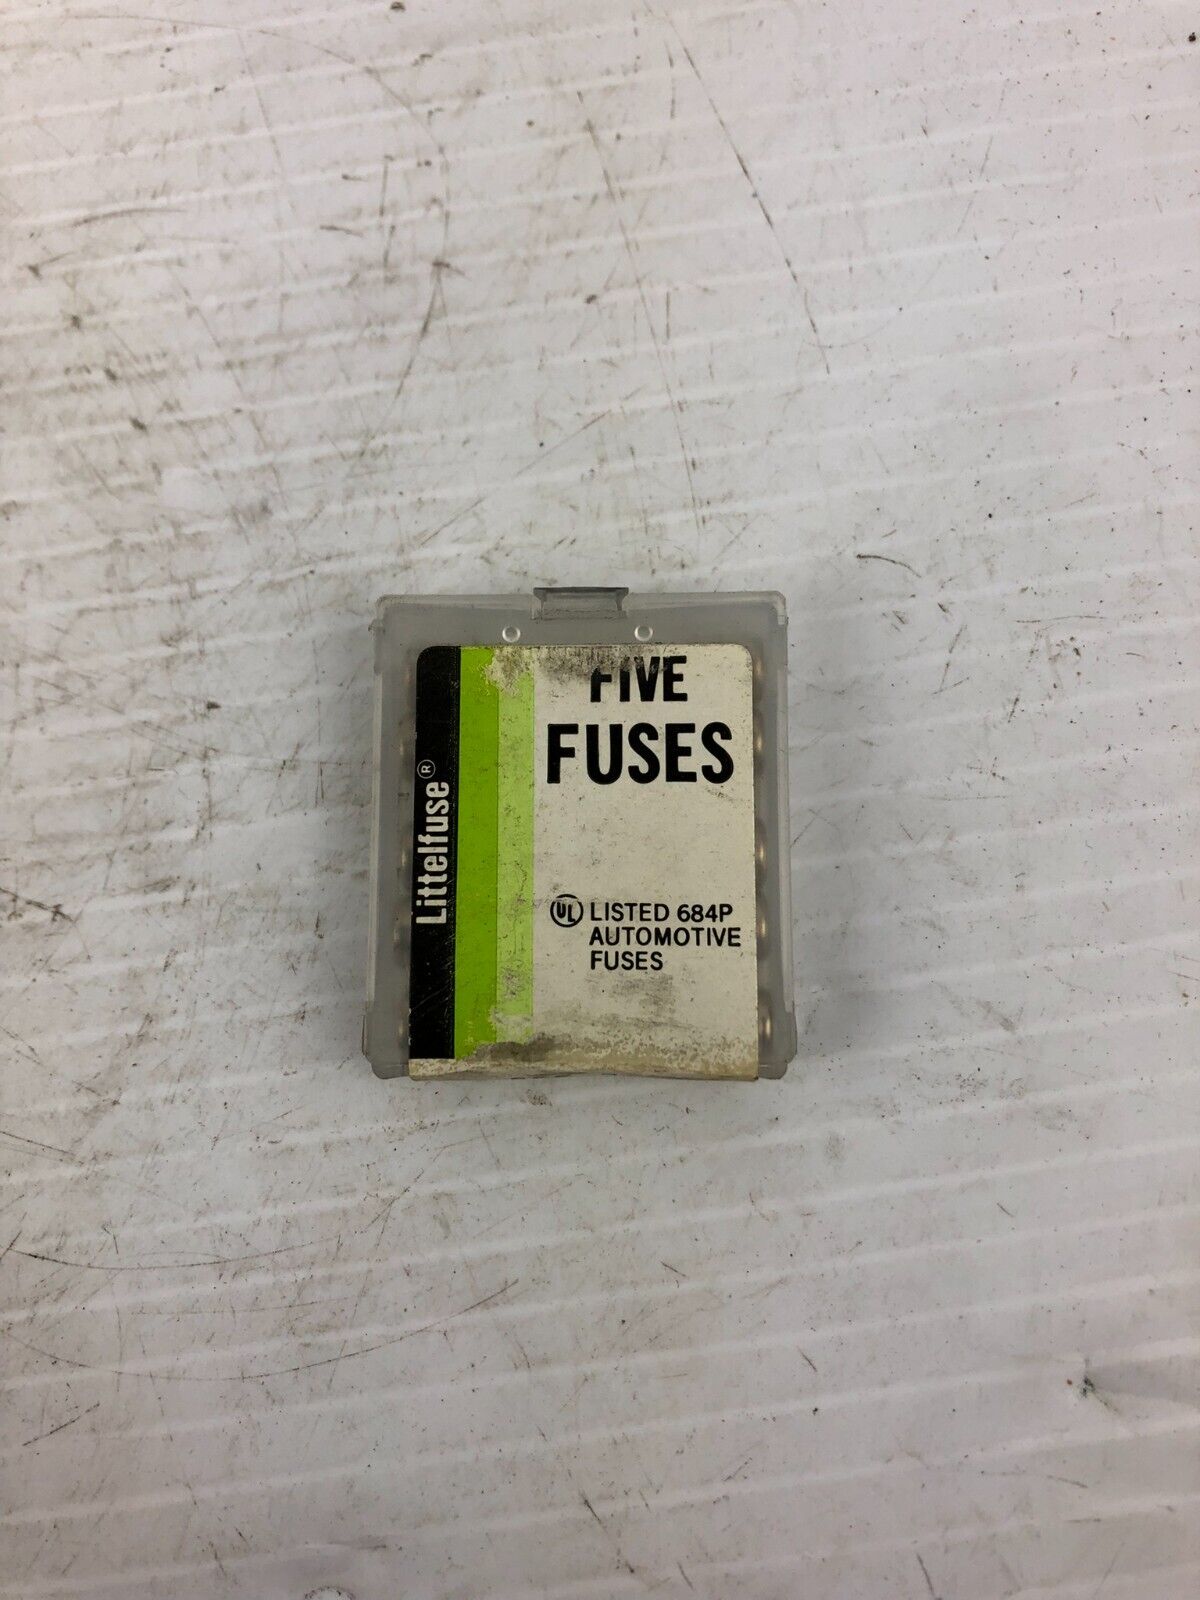 Littelfuse®
FIVE
FUSES
UL LISTED 684P
AUTOMOTIVE
FUSES